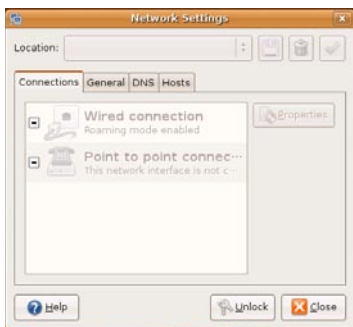 Network Settings
Location:
Connections General DNS Hosts
Wired connection
Roaming mode enabled
Properties
Point to point connec...
This network interface is not c...
Help Unlock Close